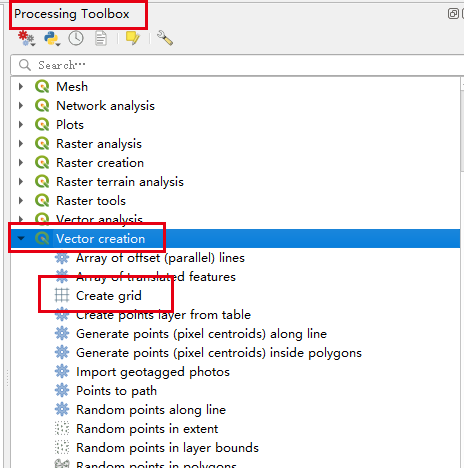 Processing Toolbox
Search…
Mesh
Network analysis
Plots
Raster analysis
Raster creation
Raster terrain analysis
Raster tools
Vector analysis
Vector creation
Array of offset (parallel) lines
Array of translated features
Create grid
Create points layer from table
Generate points (pixel centroids) along line
Generate points (pixel centroids) inside polygons
Import geotagged photos
Points to path
Random points along line
Random points in extent
Random points in layer bounds
Random points in polygons